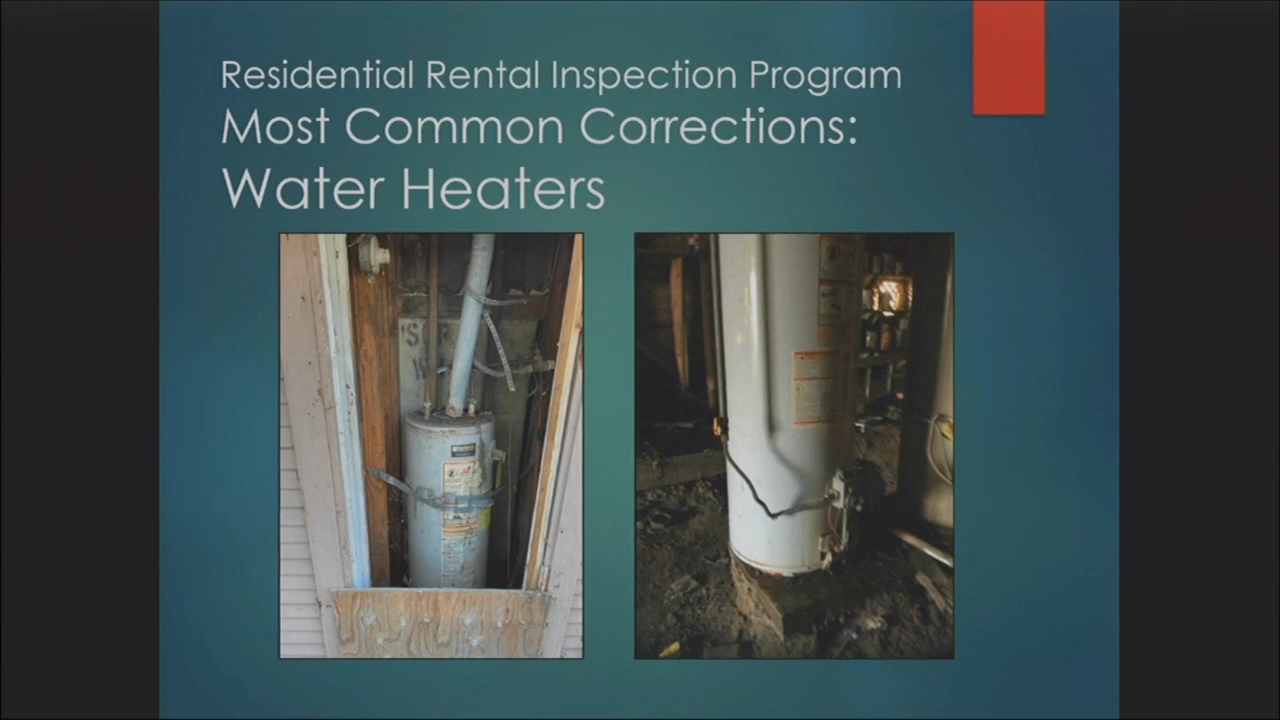 Residential Rental Inspection Program
Most Common Corrections:
Water Heaters